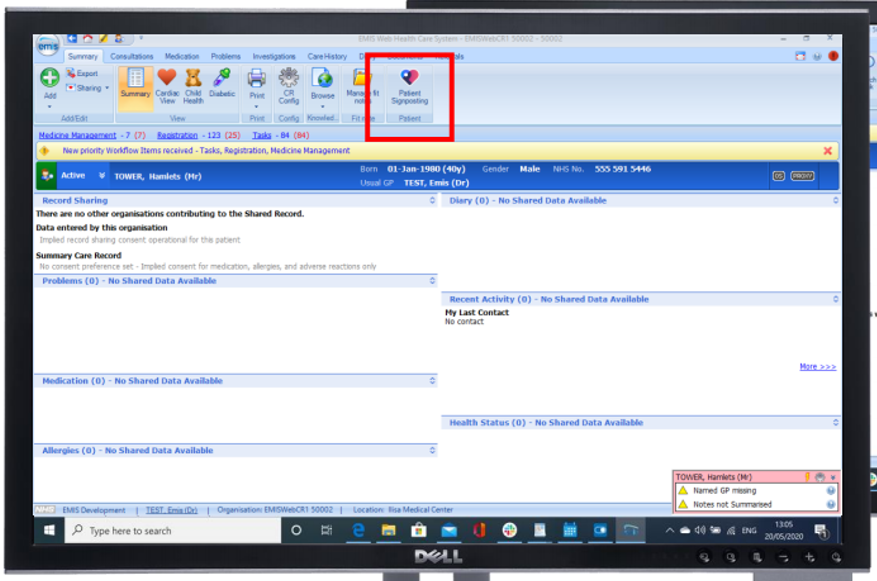 EMIS Web Health Care System - EMISWebCR1 50002 - 50002
emis
Summary Consultations Medication Problems Investigations Care History
Add Export Sharing Summary Cardiac View Child Health Diabetic Print CR Config Browse Manage fit notes Patient Signposting
Add/Edit View Print Config Knowled... Fit note Patient
Medicine Management - 7 (7) Registration - 123 (25) Tasks - 84 (84)
New priority Workflow Items received - Tasks, Registration, Medicine Management
Active TOWER, Hamlets (Mr) Born 01-Jan-1980 (40y) Gender Male NHS No. 555 591 5446
Usual GP TEST, Emis (Dr)
OS PROXY
Record Sharing
There are no other organisations contributing to the Shared Record.
Data entered by this organisation
Implied record sharing consent operational for this patient
Summary Care Record
No consent preference set - Implied consent for medication, allergies, and adverse reactions only
Problems (0) - No Shared Data Available
Medication (0) - No Shared Data Available
Allergies (0) - No Shared Data Available
Diary (0) - No Shared Data Available
Recent Activity (0) - No Shared Data Available
My Last Contact
No contact
More >>>
Health Status (0) - No Shared Data Available
TOWER, Hamlets (Mr)
Named GP missing
Notes not Summarised
NHS EMIS Development | TEST, Emis (Dr) | Organisation: EMISWebCR1 50002 | Location: Ilisa Medical Center
Type here to search
ENG
13:05
20/05/2020
DELL